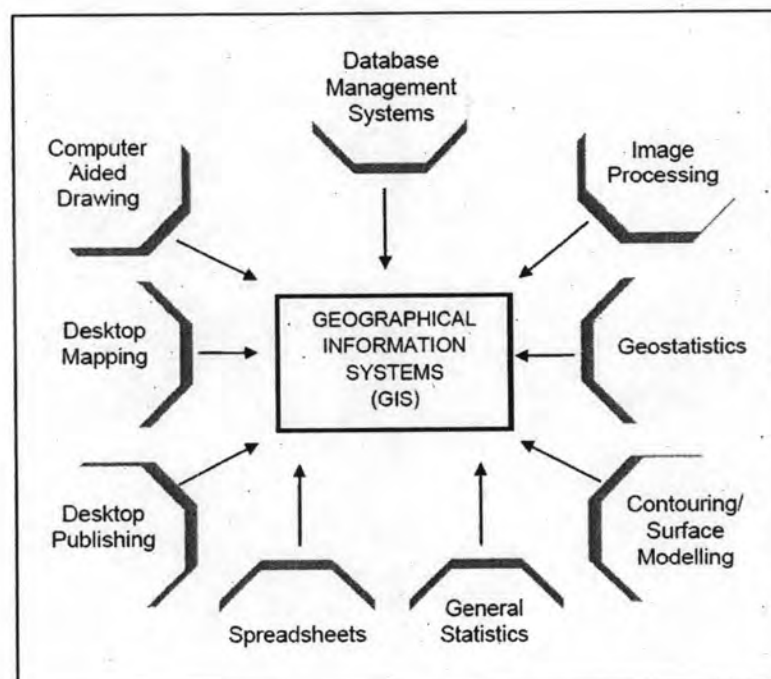 Database
Management
Systems
Computer
Aided
Drawing
Image
Processing
Desktop
Mapping
GEOGRAPHICAL
INFORMATION
SYSTEMS
(GIS)
Geostatistics
Desktop
Publishing
Contouring/
Surface
Modelling
Spreadsheets
General
Statistics